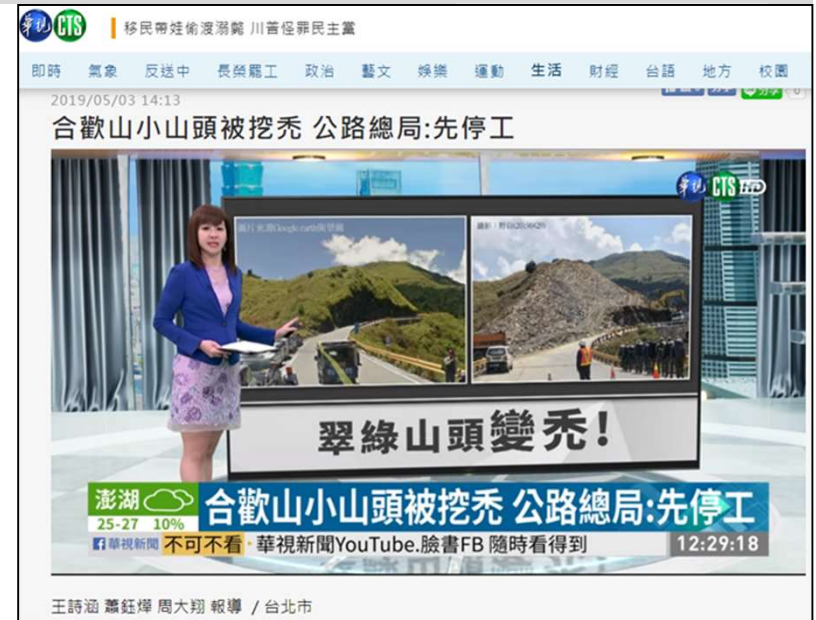 華視 CTS 移民帶娃偷渡溺斃 川普怪罪民主黨
即時 氣象 反送中 長榮罷工 政治 藝文 娛樂 運動 生活 財經 台語 地方 校園
2019/05/03 14:13
分享 0
合歡山小山頭被挖禿 公路總局:先停工
華視 CTS HD
翠綠山頭變禿!
澎湖
25-27 10%
合歡山小山頭被挖禿 公路總局:先停工
華視新聞 不可不看 華視新聞YouTube.臉書FB 隨時看得到 12:29:18
王詩涵 蕭鈺燁 周大翔 報導 / 台北市